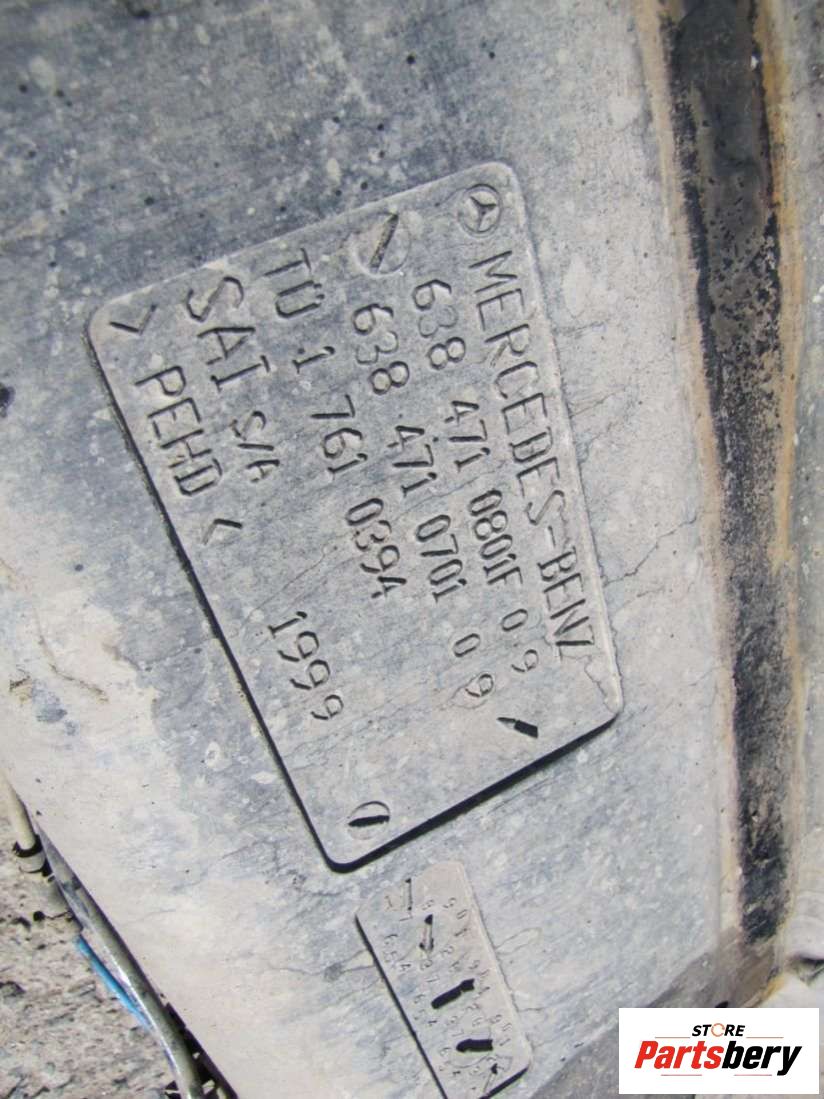 MERCEDES-BENZ
638 471 0801F 0.9
638 471 0701 0 9
TÜ 1 761 0394
SAI S/A 1999
> PEHD <
STORE
Partsbery